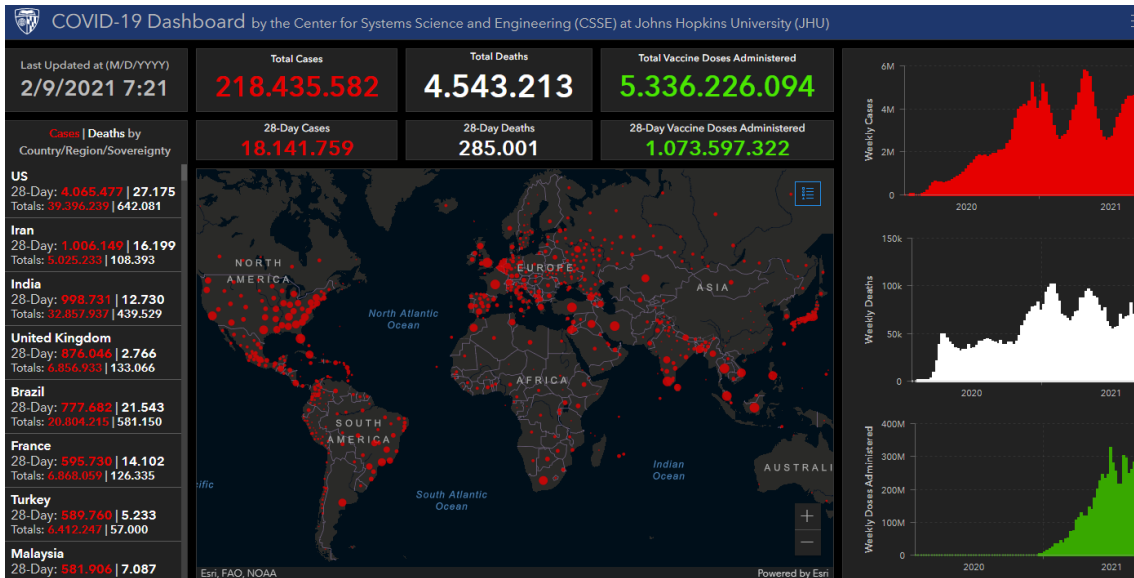 COVID-19 Dashboard by the Center for Systems Science and Engineering (CSSE) at Johns Hopkins University (JHU)
Last Updated at (M/D/YYYY)
2/9/2021 7:21
Cases | Deaths by
Country/Region/Sovereignty
US
28-Day: 4.065.477 | 27.175
Totals: 39.396.239 | 642.081
Iran
28-Day: 1.006.149 | 16.199
Totals: 5.025.233 | 108.393
India
28-Day: 998.731 | 12.730
Totals: 32.857.937 | 439.529
United Kingdom
28-Day: 876.046 | 2.766
Totals: 6.856.933 | 133.066
Brazil
28-Day: 777.682 | 21.543
Totals: 20.804.215 | 581.150
France
28-Day: 595.730 | 14.102
Totals: 6.868.059 | 126.335
Turkey
28-Day: 589.760 | 5.233
Totals: 6.412.247 | 57.000
Malaysia
28-Day: 581.906 | 7.087
Total Cases
218.435.582
Total Deaths
4.543.213
Total Vaccine Doses Administered
5.336.226.094
28-Day Cases
18.141.759
28-Day Deaths
285.001
28-Day Vaccine Doses Administered
1.073.597.322
NORTH
AMERICA
EUROPE
ASIA
North Atlantic
Ocean
AFRICA
SOUTH
AMERICA
Indian
Ocean
AUSTRALI
ific
South Atlantic
Ocean
+
−
Esri, FAO, NOAA
Powered by Esri
Weekly Cases
6M
4M
2M
0
2020
2021
Weekly Deaths
150k
100k
50k
0
2020
2021
Weekly Doses Administered
400M
300M
200M
100M
0
2020
2021